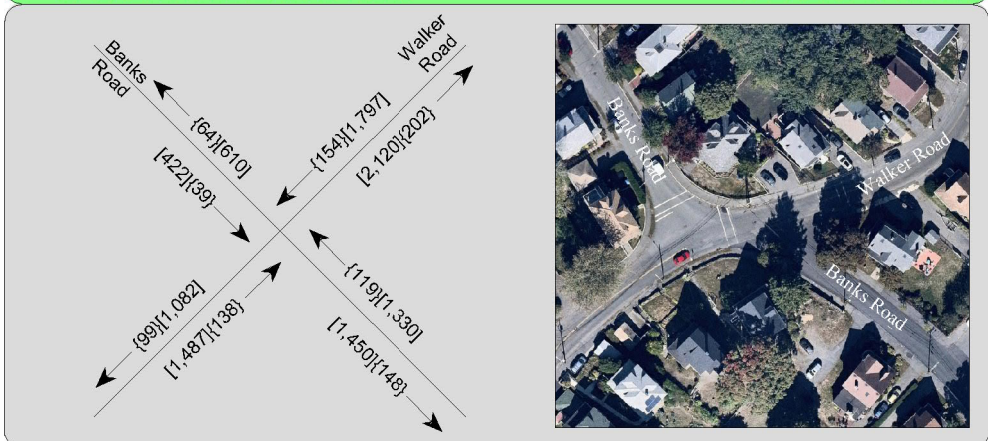 Banks
Road
Walker
Road
{64}[610]
[422]{39}
{154}[1,797]
[2,120]{202}
{99}[1,082]
[1,487]{138}
{119}[1,330]
[1,450]{148}
Banks Road
Walker Road
Banks Road